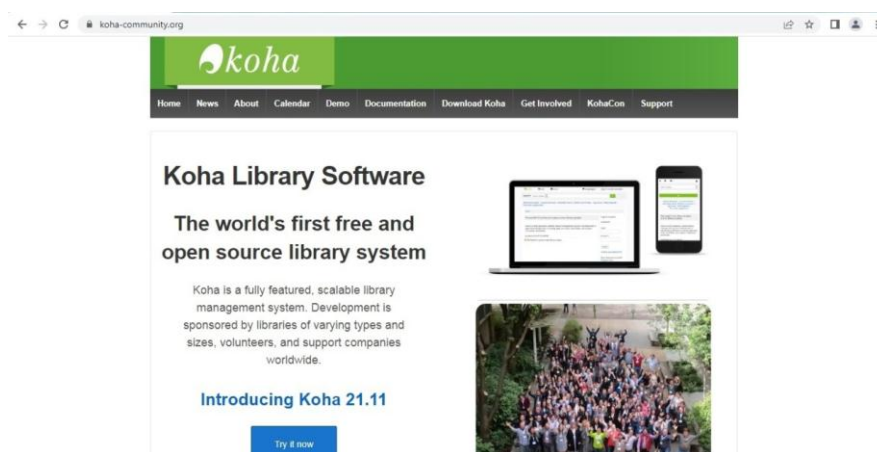 koha-community.org
koha
Home News About Calendar Demo Documentation Download Koha Get Involved KohaCon Support
Koha Library Software
The world's first free and
open source library system
Koha is a fully featured, scalable library
management system. Development is
sponsored by libraries of varying types and
sizes, volunteers, and support companies
worldwide.
Introducing Koha 21.11
Try it now